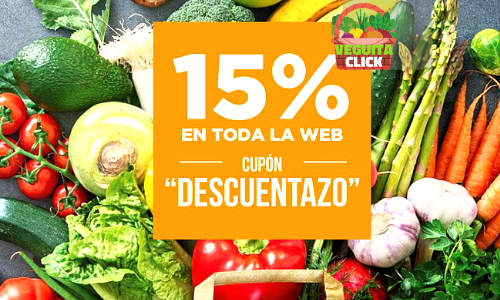 VEGUITA
CLICK
15%
EN TODA LA WEB
CUPÓN
“DESCUENTAZO”